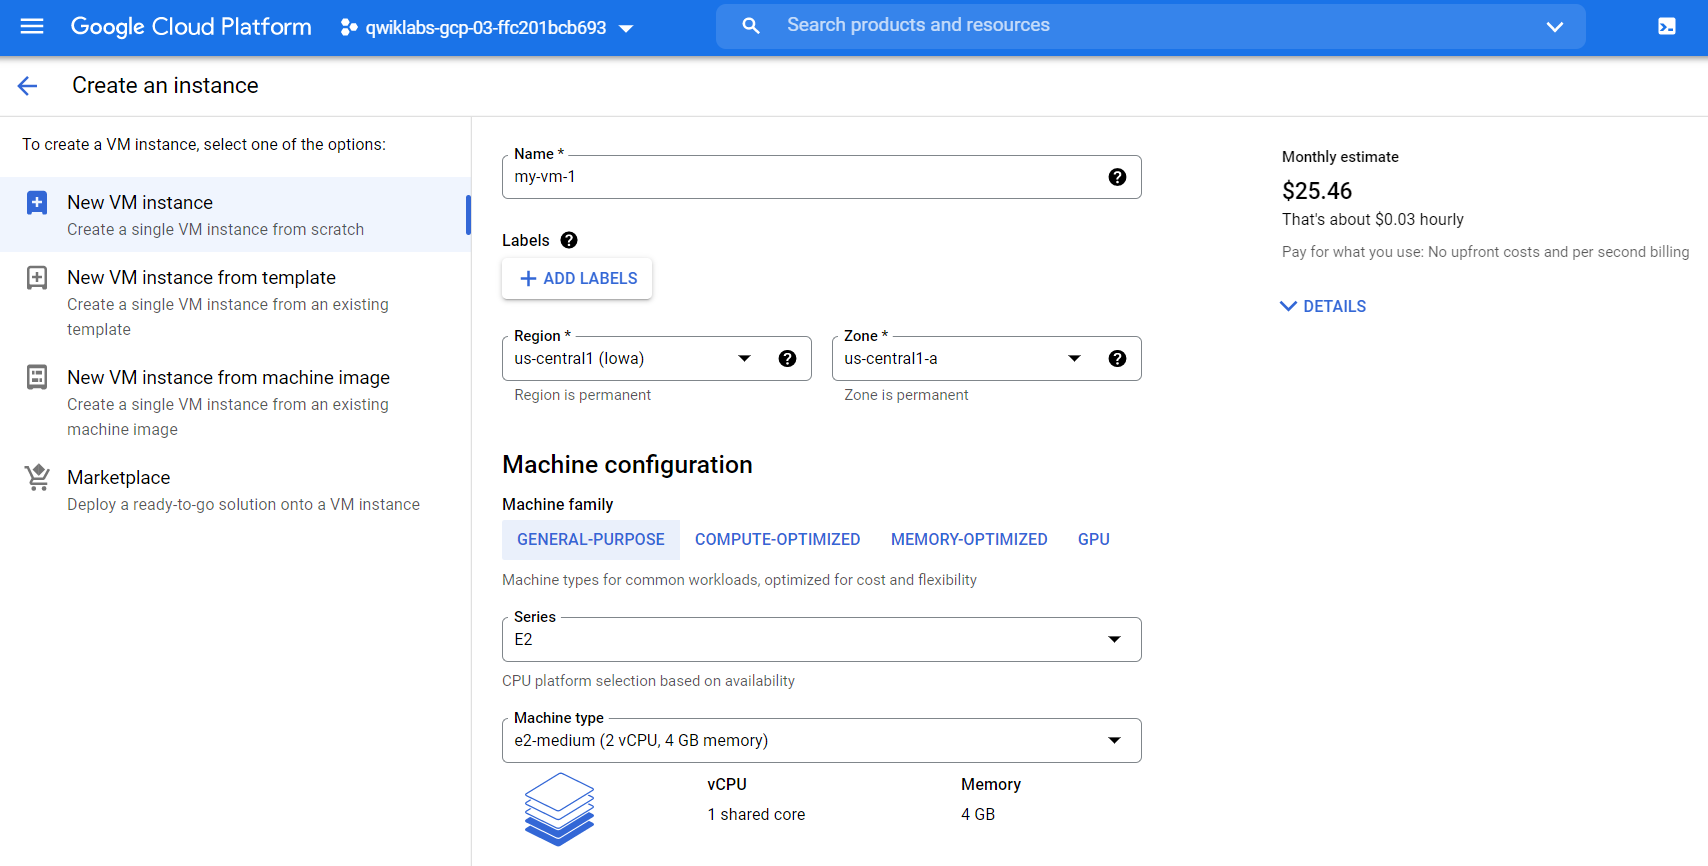 Google Cloud Platform
qwiklabs-gcp-03-ffc201bcb693
Search products and resources
Create an instance
To create a VM instance, select one of the options:
New VM instance
Create a single VM instance from scratch
New VM instance from template
Create a single VM instance from an existing
template
New VM instance from machine image
Create a single VM instance from an existing
machine image
Marketplace
Deploy a ready-to-go solution onto a VM instance
Name *
my-vm-1
Labels
ADD LABELS
Region *
us-central1 (Iowa)
Region is permanent
Zone *
us-central1-a
Zone is permanent
Machine configuration
Machine family
GENERAL-PURPOSE COMPUTE-OPTIMIZED MEMORY-OPTIMIZED GPU
Machine types for common workloads, optimized for cost and flexibility
Series
E2
CPU platform selection based on availability
Machine type
e2-medium (2 vCPU, 4 GB memory)
vCPU
1 shared core
Memory
4 GB
Monthly estimate
$25.46
That's about $0.03 hourly
Pay for what you use: No upfront costs and per second billing
DETAILS